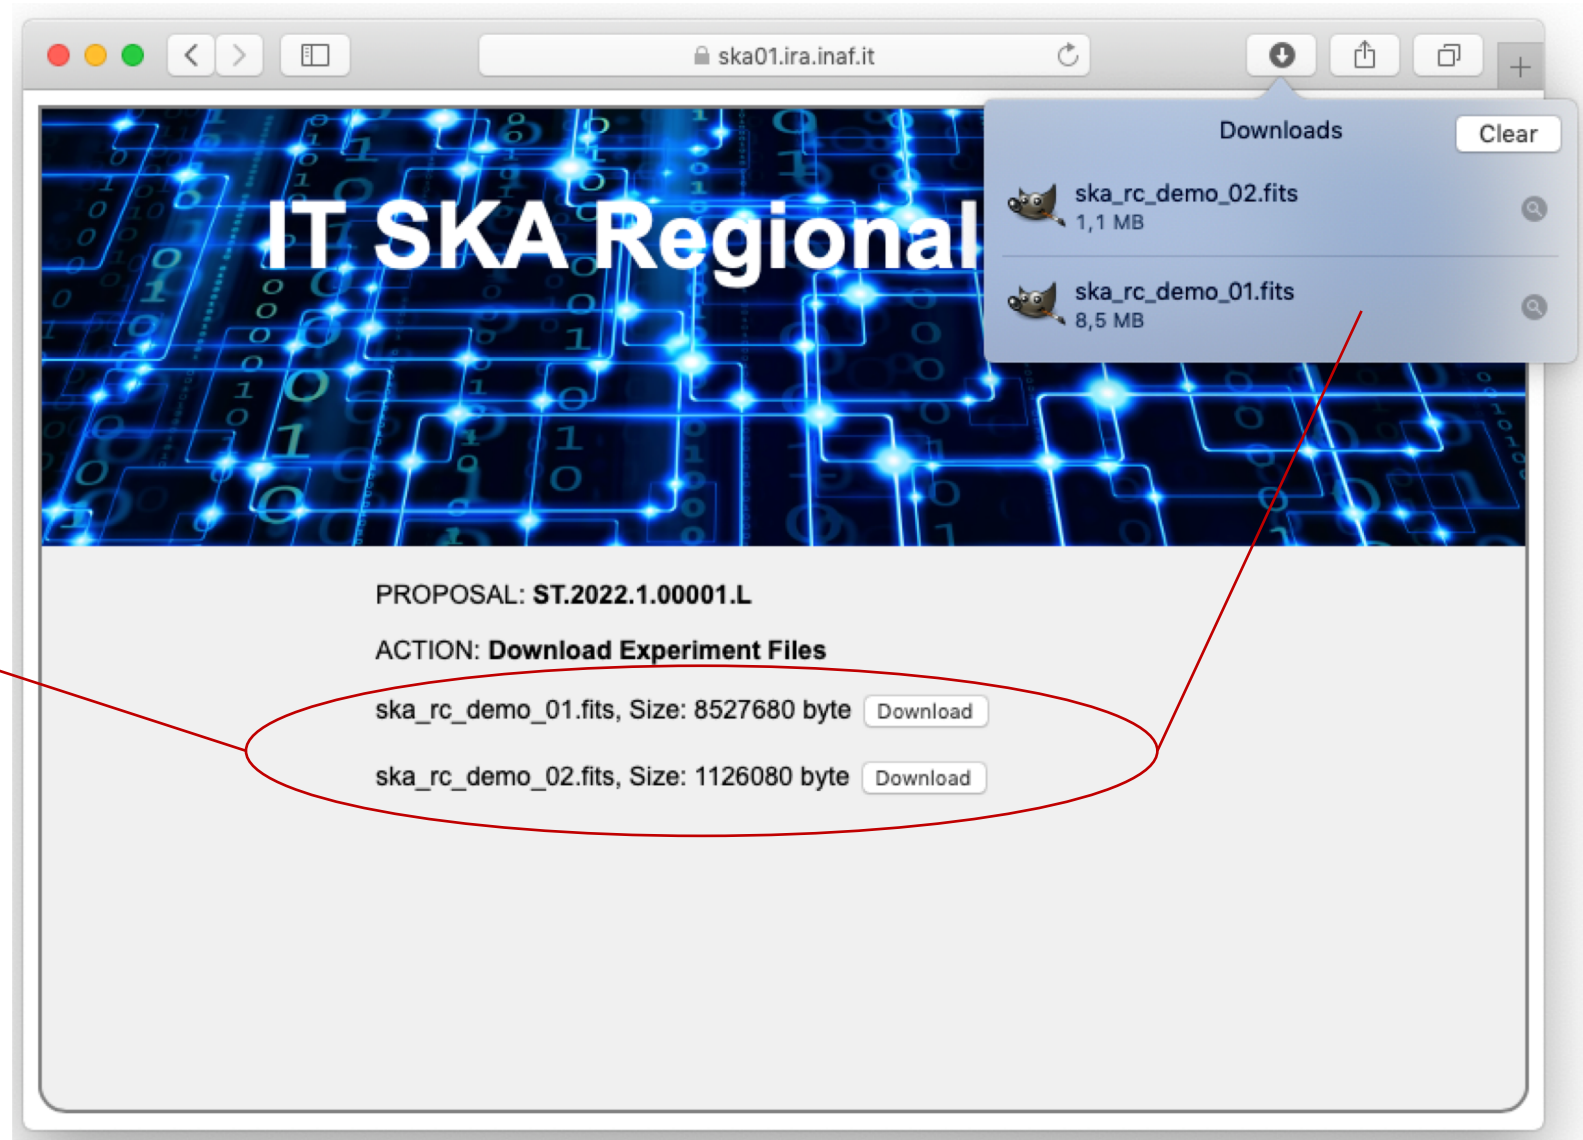 ska01.ira.inaf.it
Downloads
Clear
ska_rc_demo_02.fits
1,1 MB
ska_rc_demo_01.fits
8,5 MB
IT SKA Regional
PROPOSAL: ST.2022.1.00001.L
ACTION: Download Experiment Files
ska_rc_demo_01.fits, Size: 8527680 byte Download
ska_rc_demo_02.fits, Size: 1126080 byte Download